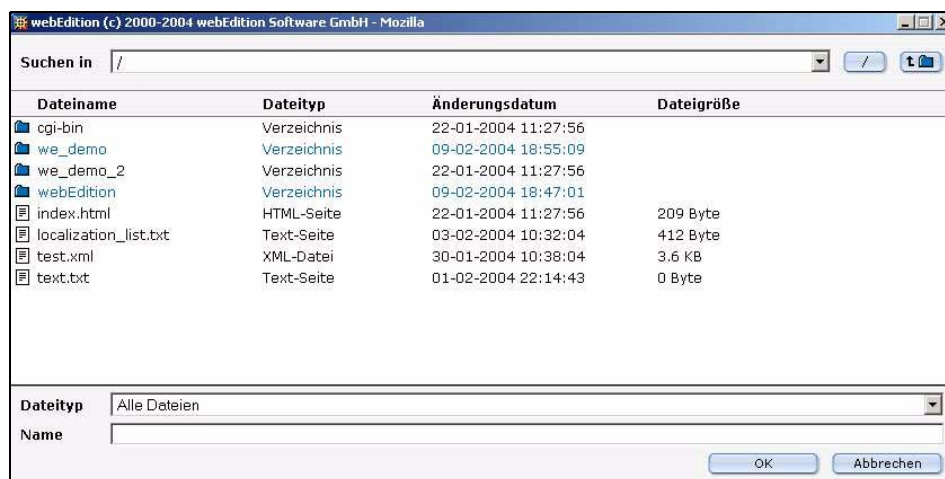 webEdition (c) 2000-2004 webEdition Software GmbH - Mozilla
Suchen in / /
Dateiname Dateityp Änderungsdatum Dateigröße
cgi-bin Verzeichnis 22-01-2004 11:27:56
we_demo Verzeichnis 09-02-2004 18:55:09
we_demo_2 Verzeichnis 22-01-2004 11:27:56
webEdition Verzeichnis 09-02-2004 18:47:01
index.html HTML-Seite 22-01-2004 11:27:56 209 Byte
localization_list.txt Text-Seite 03-02-2004 10:32:04 412 Byte
test.xml XML-Datei 30-01-2004 10:38:04 3.6 KB
text.txt Text-Seite 01-02-2004 22:14:43 0 Byte
Dateityp Alle Dateien
Name
OK Abbrechen